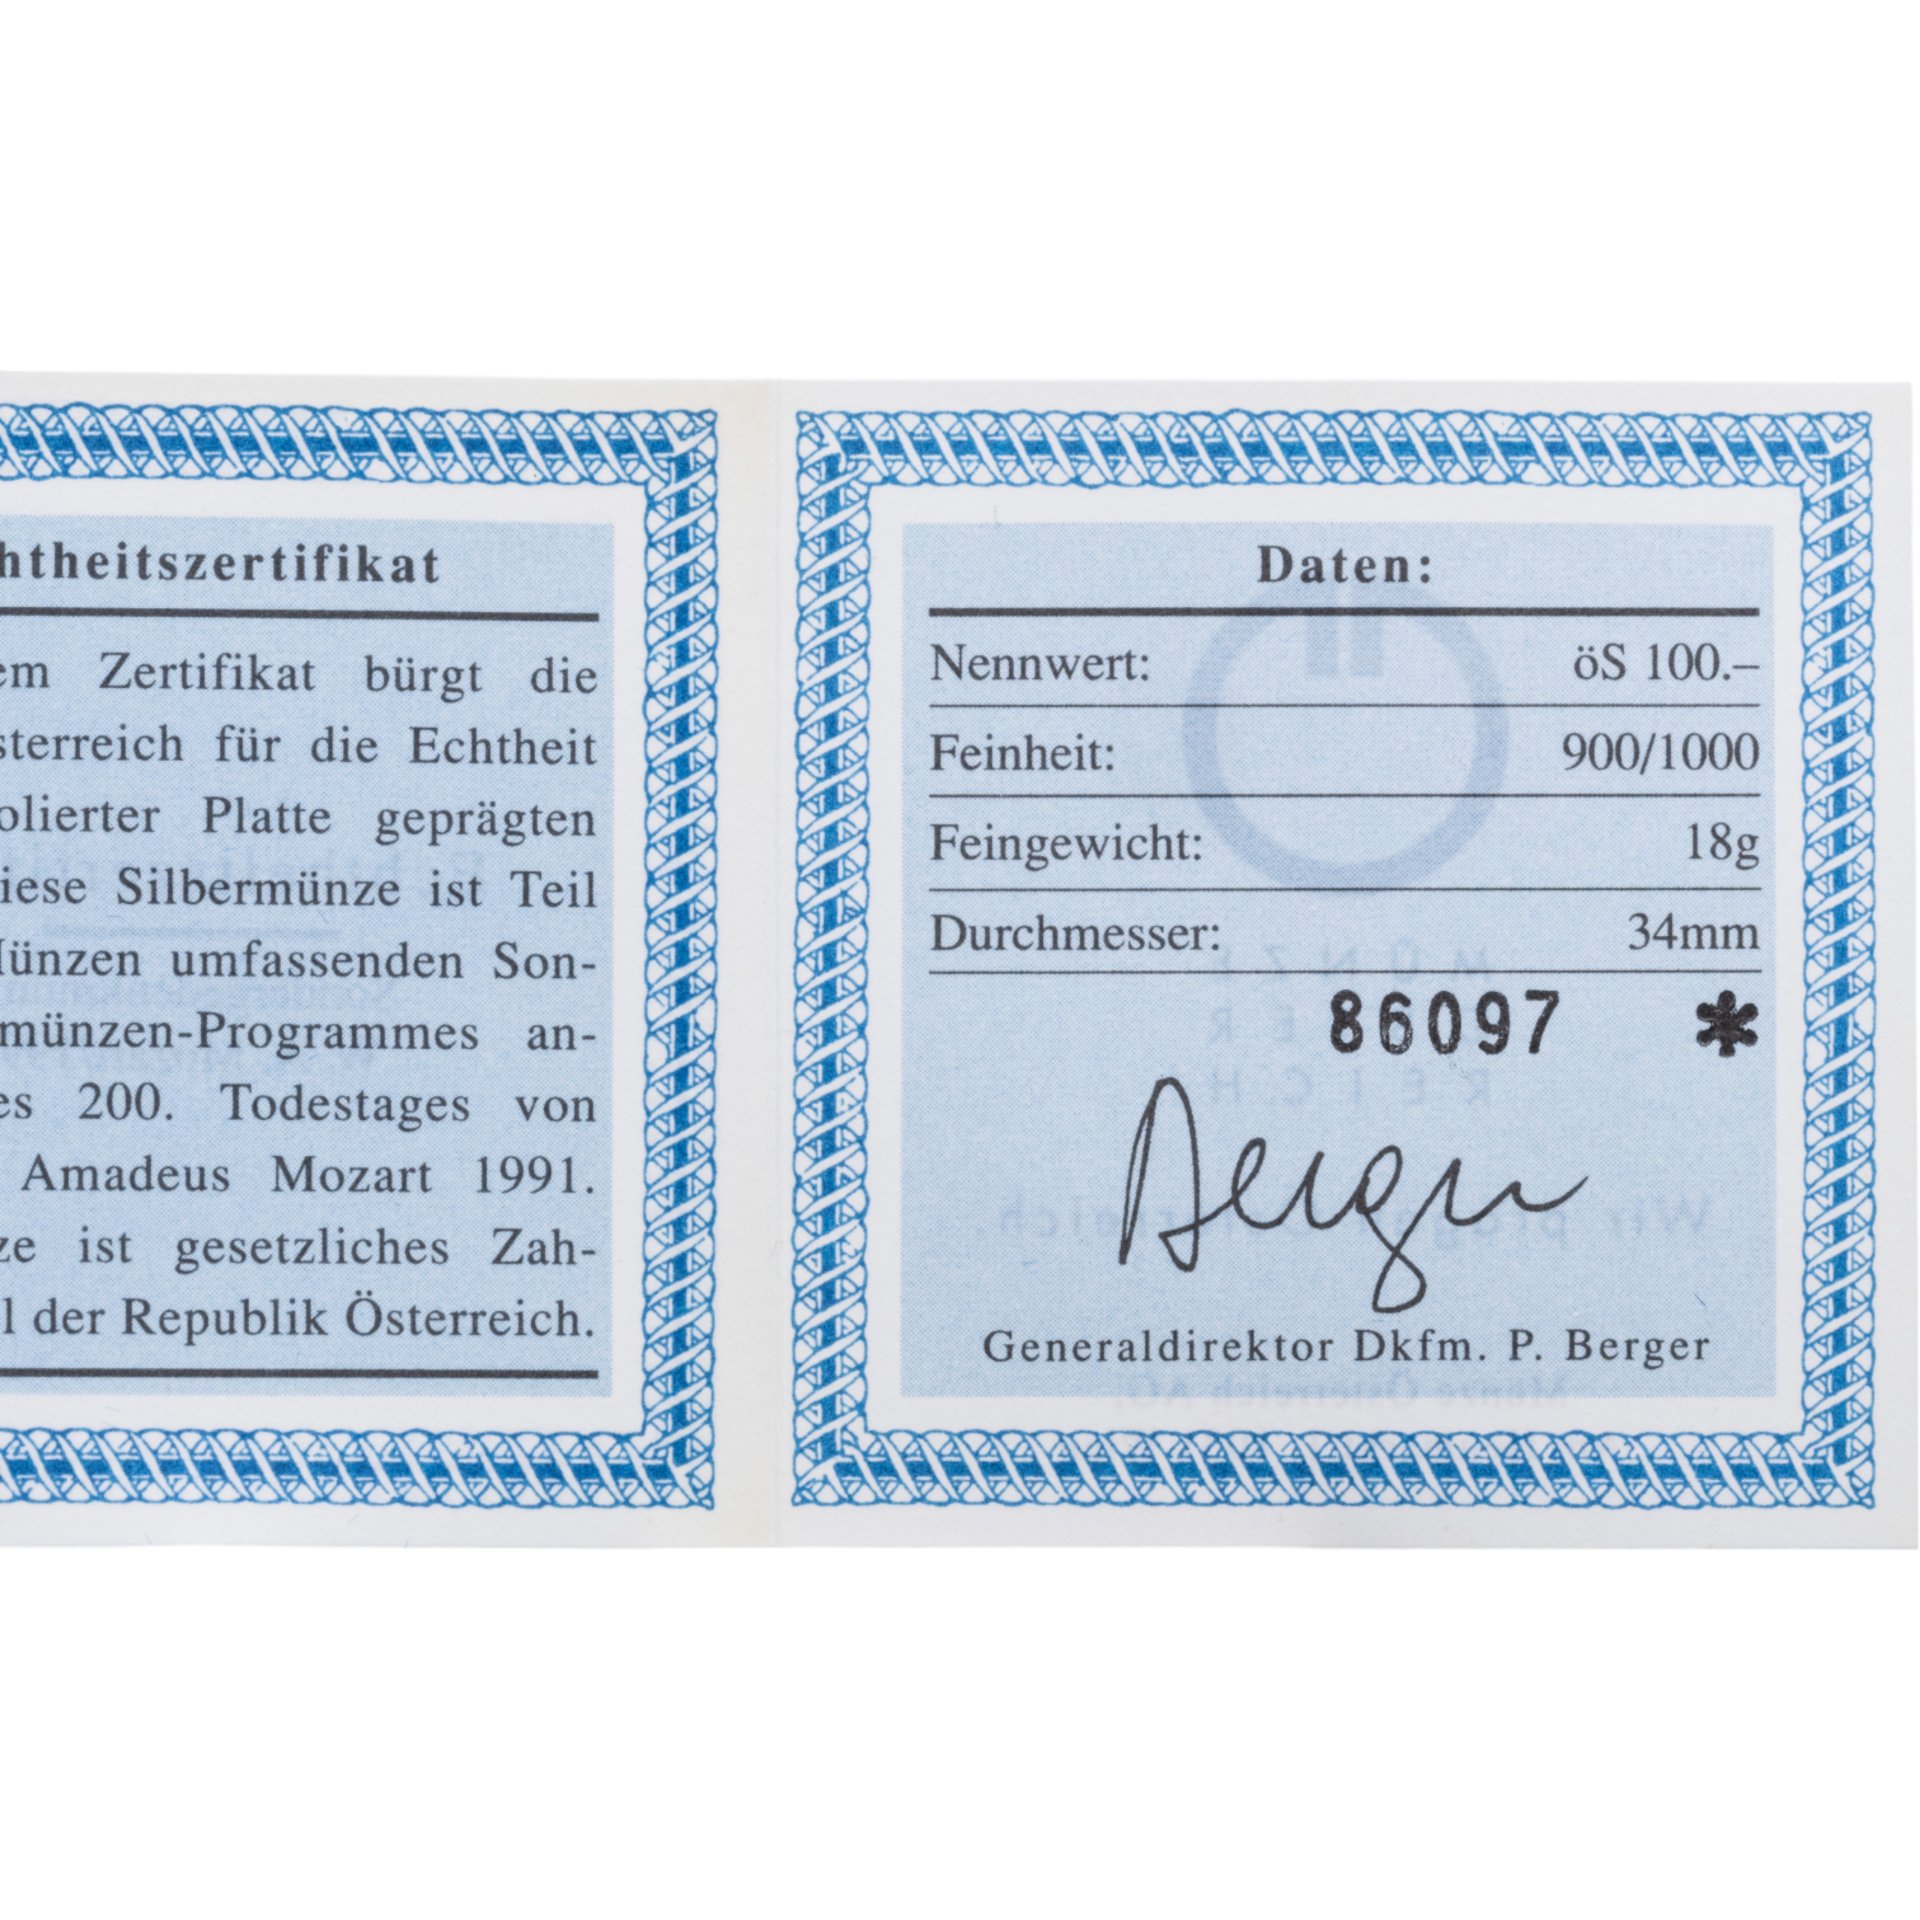 htheitszertifikat
em Zertifikat bürgt die
sterreich für die Echtheit
olierter Platte geprägten
iese Silbermünze ist Teil
ünzen umfassenden Son-
münzen-Programmes an-
es 200. Todestages von
Amadeus Mozart 1991.
ze ist gesetzliches Zah-
l der Republik Österreich.
Daten:
Nennwert: öS 100.–
Feinheit: 900/1000
Feingewicht: 18g
Durchmesser: 34mm
86097 *
Berger
Generaldirektor Dkfm. P. Berger